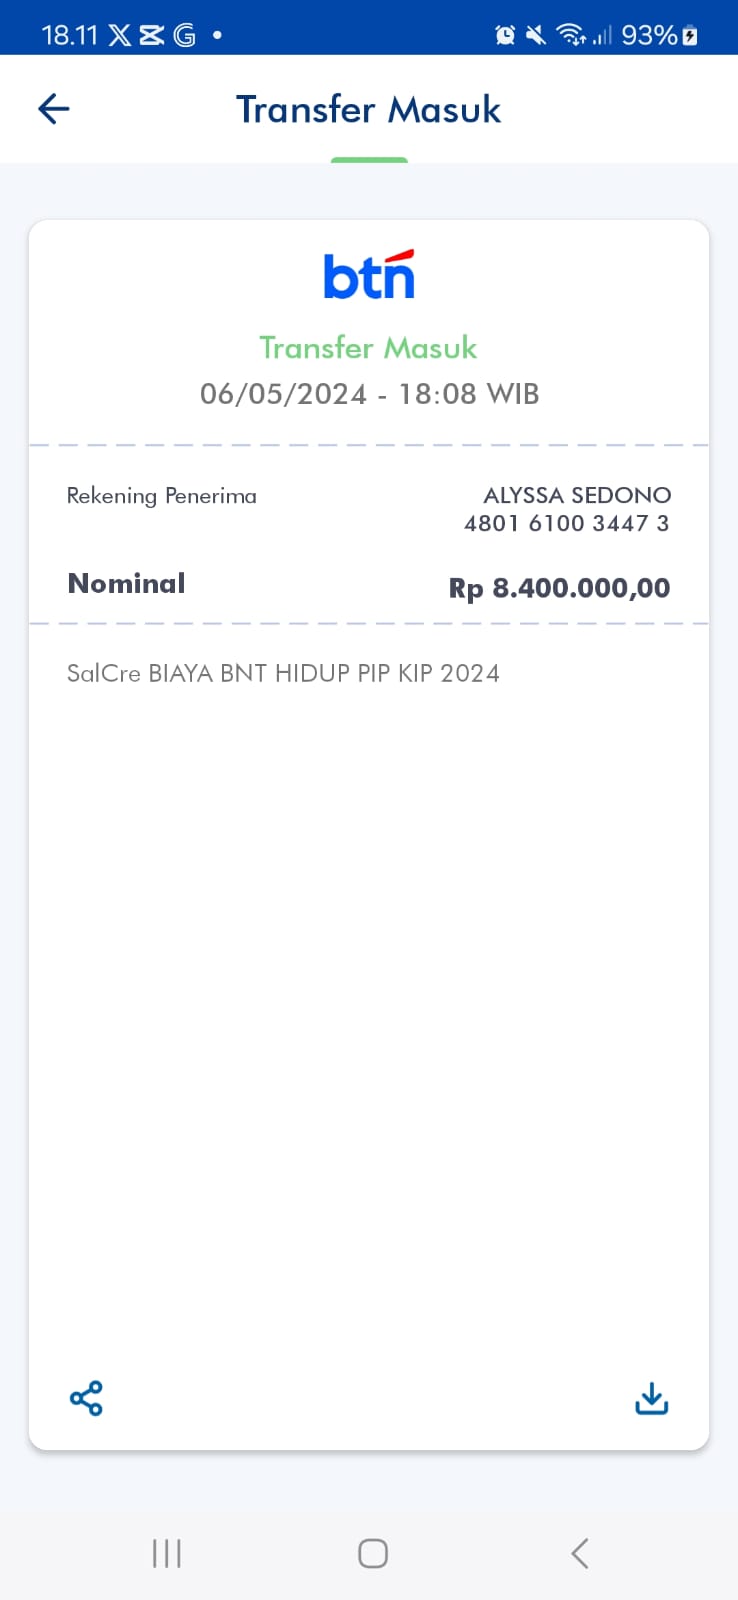 18.11 93%
Transfer Masuk
btn
Transfer Masuk
06/05/2024 - 18:08 WIB
Rekening Penerima ALYSSA SEDONO
4801 6100 3447 3
Nominal Rp 8.400.000,00
SalCre BIAYA BNT HIDUP PIP KIP 2024